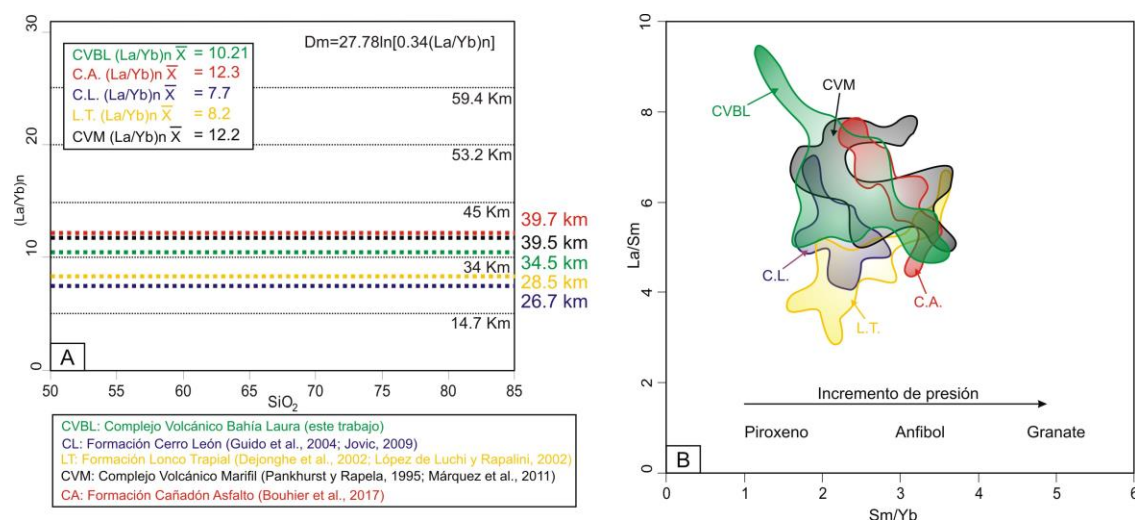 30
20
10
0
(La/Yb)n
Dm=27.78ln[0.34(La/Yb)n]
CVBL (La/Yb)n X̅ = 10.21
C.A. (La/Yb)n X̅ = 12.3
C.L. (La/Yb)n X̅ = 7.7
L.T. (La/Yb)n X̅ = 8.2
CVM (La/Yb)n X̅ = 12.2
59.4 Km
53.2 Km
45 Km
34 Km
14.7 Km
39.7 km
39.5 km
34.5 km
28.5 km
26.7 km
A
50 55 60 65 70 75 80 85
SiO₂
CVBL: Complejo Volcánico Bahía Laura (este trabajo)
CL: Formación Cerro León (Guido et al., 2004; Jovic, 2009)
LT: Formación Lonco Trapial (Dejonghe et al., 2002; López de Luchi y Rapalini, 2002)
CVM: Complejo Volcánico Marifil (Pankhurst y Rapela, 1995; Márquez et al., 2011)
CA: Formación Cañadón Asfalto (Bouhier et al., 2017)
10
8
6
4
2
0
La/Sm
CVBL
CVM
C.L.
C.A.
L.T.
Incremento de presión
Piroxeno Anfibol Granate
B
0 1 2 3 4 5 6
Sm/Yb